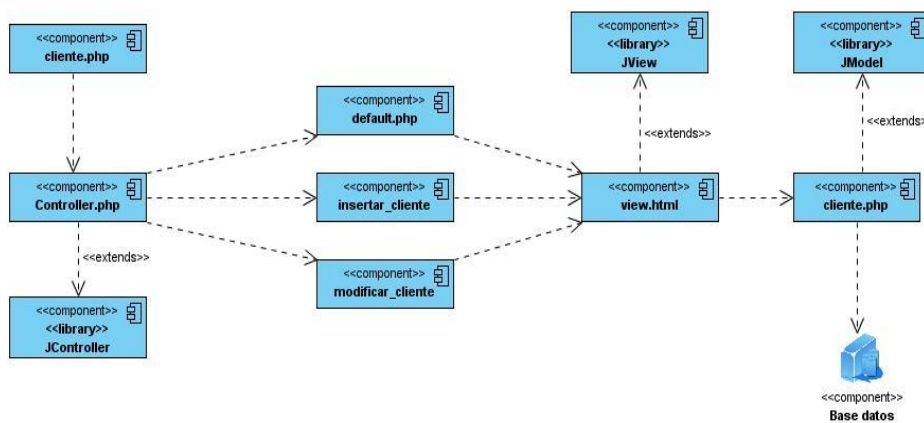 <<component>>
cliente.php
<<component>>
<<library>>
JView
<<component>>
<<library>>
JModel
<<component>>
default.php
<<extends>>
<<extends>>
<<component>>
Controller.php
<<component>>
insertar_cliente
<<component>>
view.html
<<component>>
cliente.php
<<extends>>
<<component>>
modificar_cliente
<<component>>
<<library>>
JController
<<component>>
Base datos